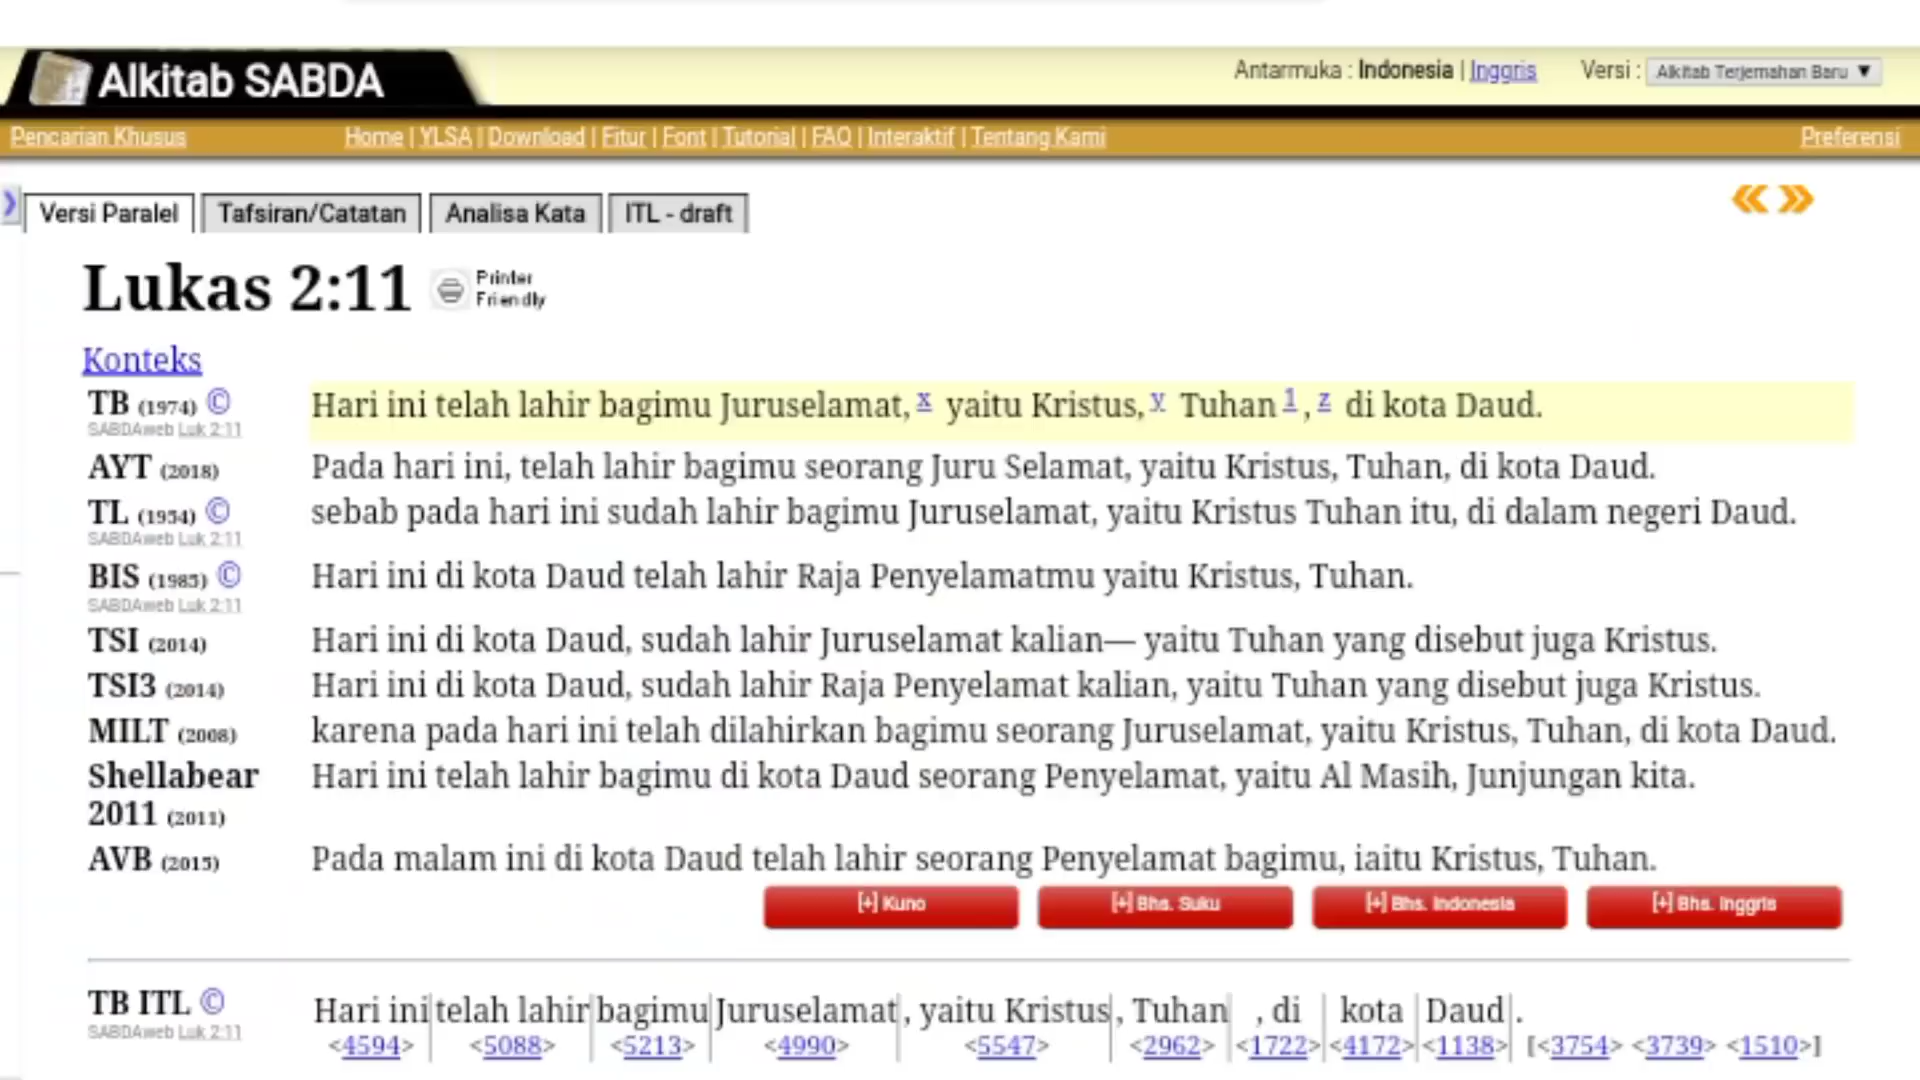 Alkitab SABDA
Antarmuka : Indonesia | Inggris Versi : Alkitab Terjemahan Baru ▼
Pencarian Khusus Home | YLSA | Download | Fitur | Font | Tutorial | FAQ | Interaktif | Tentang Kami Preferensi
Versi Paralel Tafsiran/Catatan Analisa Kata ITL - draft
Lukas 2:11 Printer Friendly
Konteks
TB (1974) © Hari ini telah lahir bagimu Juruselamat, x yaitu Kristus, y Tuhan 1 , z di kota Daud.
SABDAweb Luk 2:11
AYT (2018) Pada hari ini, telah lahir bagimu seorang Juru Selamat, yaitu Kristus, Tuhan, di kota Daud.
TL (1954) © sebab pada hari ini sudah lahir bagimu Juruselamat, yaitu Kristus Tuhan itu, di dalam negeri Daud.
SABDAweb Luk 2:11
BIS (1985) © Hari ini di kota Daud telah lahir Raja Penyelamatmu yaitu Kristus, Tuhan.
SABDAweb Luk 2:11
TSI (2014) Hari ini di kota Daud, sudah lahir Juruselamat kalian— yaitu Tuhan yang disebut juga Kristus.
TSI3 (2014) Hari ini di kota Daud, sudah lahir Raja Penyelamat kalian, yaitu Tuhan yang disebut juga Kristus.
MILT (2008) karena pada hari ini telah dilahirkan bagimu seorang Juruselamat, yaitu Kristus, Tuhan, di kota Daud.
Shellabear 2011 (2011) Hari ini telah lahir bagimu di kota Daud seorang Penyelamat, yaitu Al Masih, Junjungan kita.
AVB (2015) Pada malam ini di kota Daud telah lahir seorang Penyelamat bagimu, iaitu Kristus, Tuhan.
[+] Kuno [+] Bhs. Suku [+] Bhs. Indonesia [+] Bhs. Inggris
TB ITL © Hari ini telah lahir bagimu Juruselamat , yaitu Kristus , Tuhan , di kota Daud .
SABDAweb Luk 2:11 <4594> <5088> <5213> <4990> <5547> <2962> <1722> <4172> <1138> [<3754> <3739> <1510>]